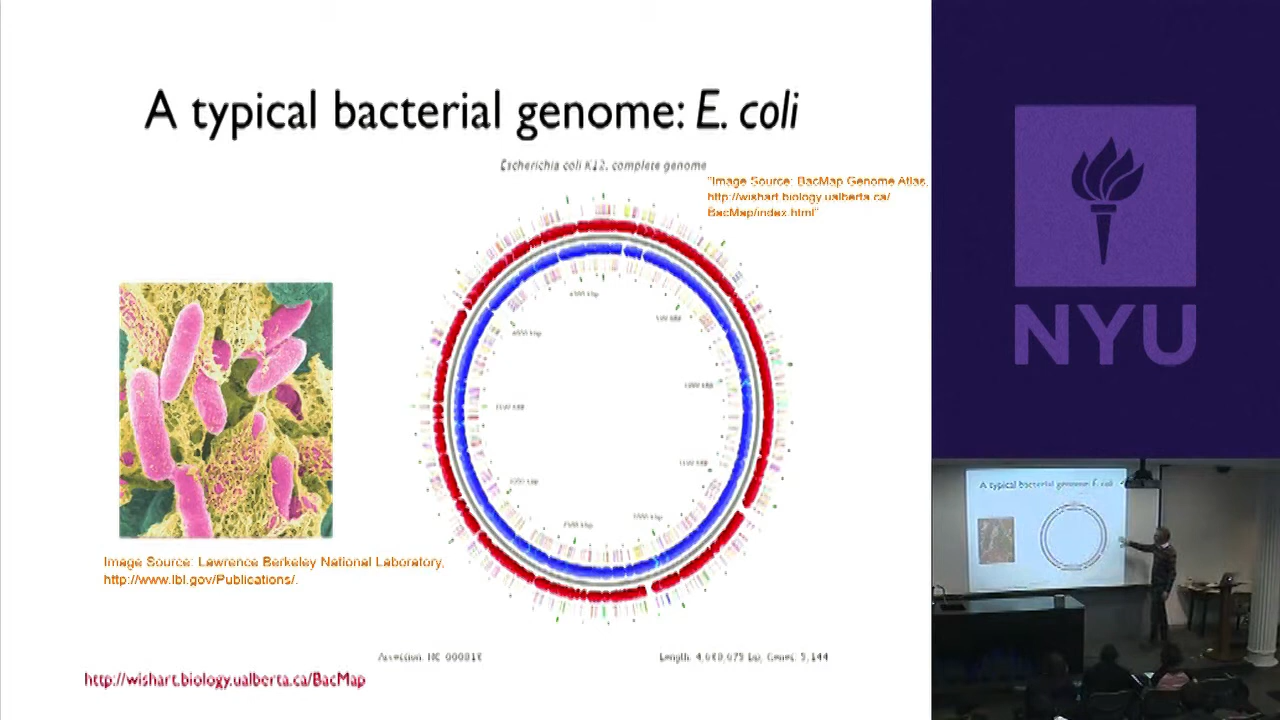 A typical bacterial genome: E. coli
Escherichia coli K12, complete genome
"Image Source: BacMap Genome Atlas,
http://wishart.biology.ualberta.ca/
BacMap/index.html"
NYU
Image Source: Lawrence Berkeley National Laboratory,
http://www.lbl.gov/Publications/.
http://wishart.biology.ualberta.ca/BacMap
A typical bacterial genome: E. coli